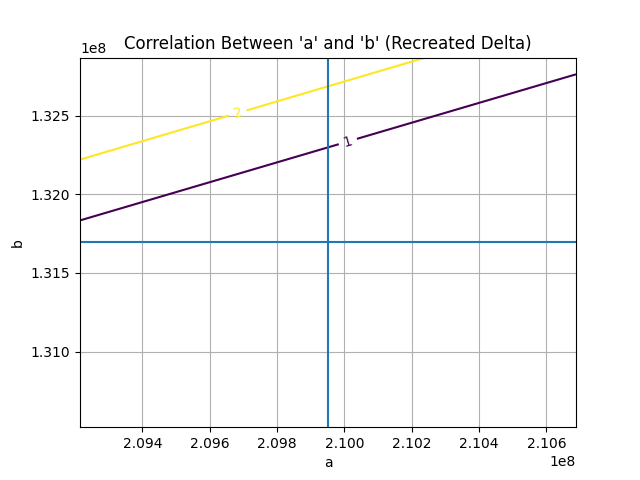 Correlation Between 'a' and 'b' (Recreated Delta)
1e8
2
1.325
1
1.320
b
1.315
1.310
2.094 2.096 2.098 2.100 2.102 2.104 2.106
a
1e8